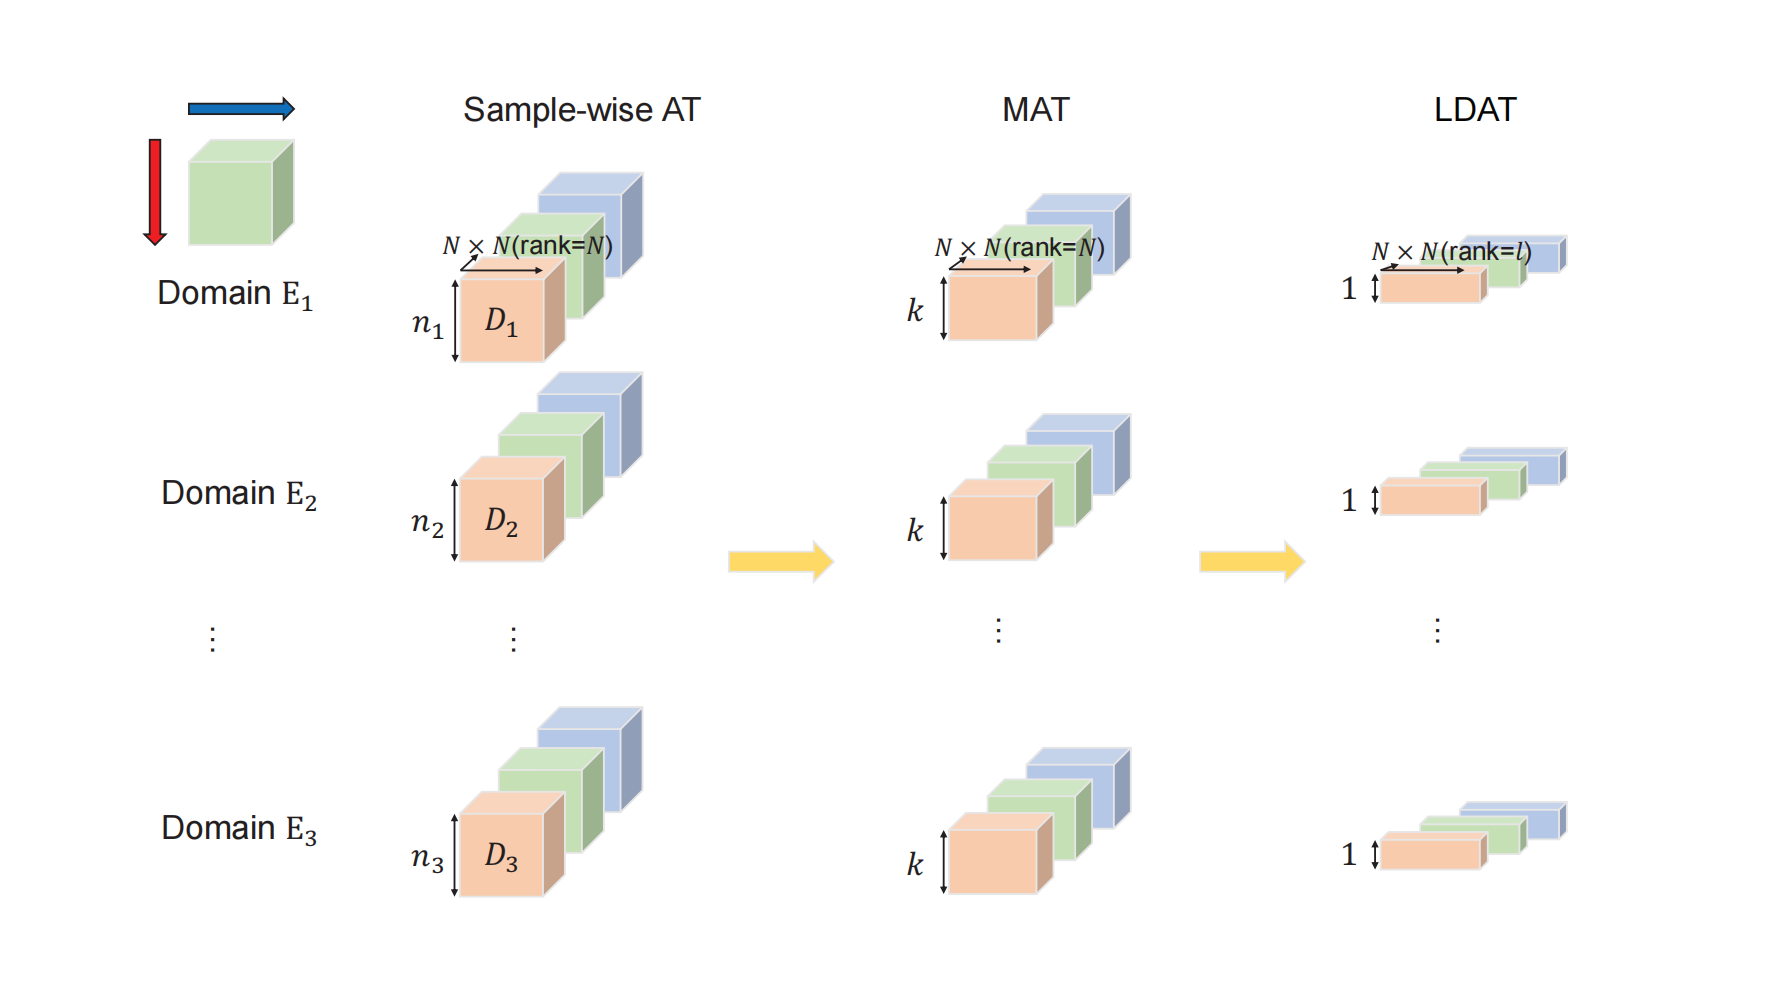 Sample-wise AT
MAT
LDAT
N × N(rank=N)
N × N(rank=N)
N × N(rank=l)
Domain E₁
n₁
D₁
k
1
Domain E₂
n₂
D₂
k
1
⋮
⋮
⋮
⋮
Domain E₃
n₃
D₃
k
1